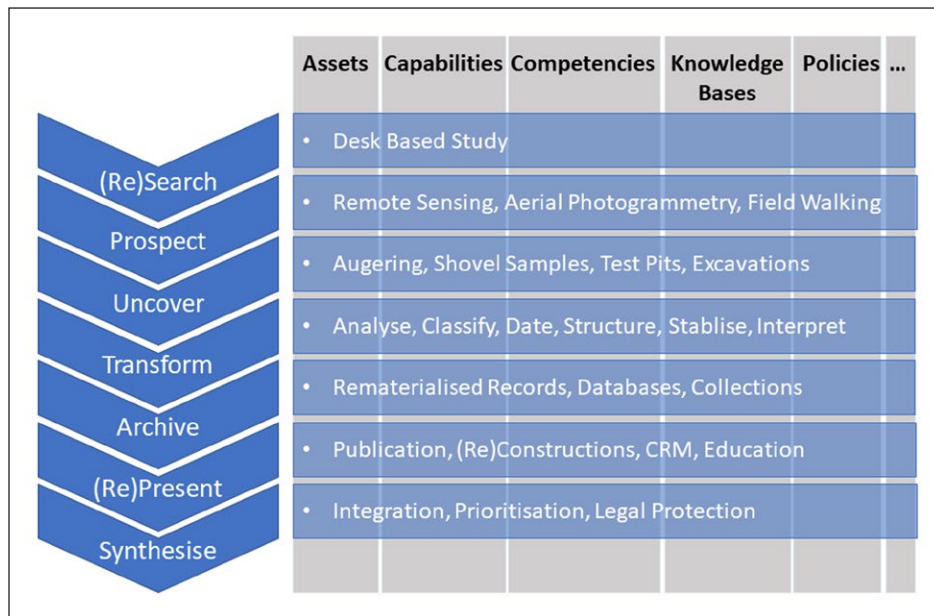 Assets Capabilities Competencies Knowledge Bases Policies ...
(Re)Search
• Desk Based Study
Prospect
• Remote Sensing, Aerial Photogrammetry, Field Walking
Uncover
• Augering, Shovel Samples, Test Pits, Excavations
Transform
• Analyse, Classify, Date, Structure, Stablise, Interpret
Archive
• Rematerialised Records, Databases, Collections
(Re)Present
• Publication, (Re)Constructions, CRM, Education
Synthesise
• Integration, Prioritisation, Legal Protection